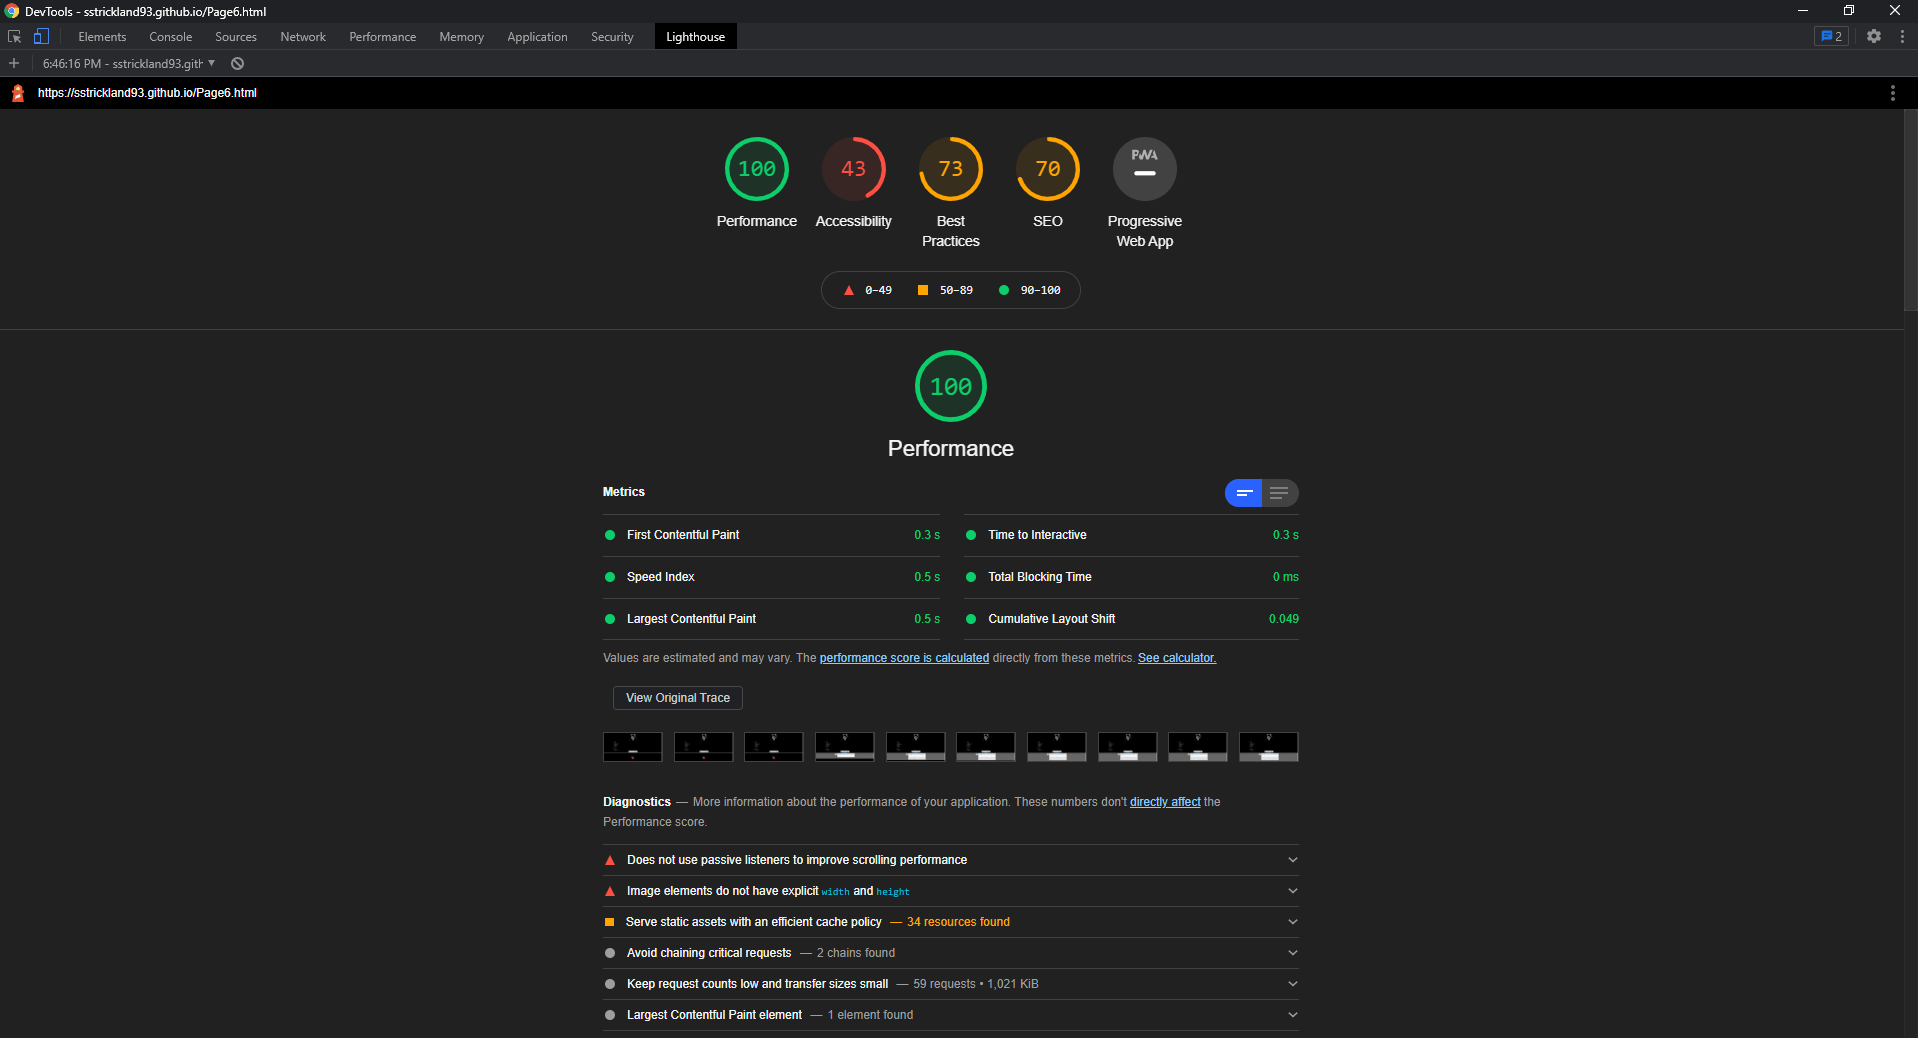 DevTools - sstrickland93.github.io/Page6.html
Elements Console Sources Network Performance Memory Application Security Lighthouse 2
6:46:16 PM - sstrickland93.gith
https://sstrickland93.github.io/Page6.html
100 43 73 70 PWA
Performance Accessibility Best Practices SEO Progressive Web App
0–49 50–89 90–100
100
Performance
Metrics
First Contentful Paint 0.3 s Time to Interactive 0.3 s
Speed Index 0.5 s Total Blocking Time 0 ms
Largest Contentful Paint 0.5 s Cumulative Layout Shift 0.049
Values are estimated and may vary. The performance score is calculated directly from these metrics. See calculator.
View Original Trace
Diagnostics — More information about the performance of your application. These numbers don't directly affect the
Performance score.
Does not use passive listeners to improve scrolling performance
Image elements do not have explicit width and height
Serve static assets with an efficient cache policy — 34 resources found
Avoid chaining critical requests — 2 chains found
Keep request counts low and transfer sizes small — 59 requests • 1,021 KiB
Largest Contentful Paint element — 1 element found